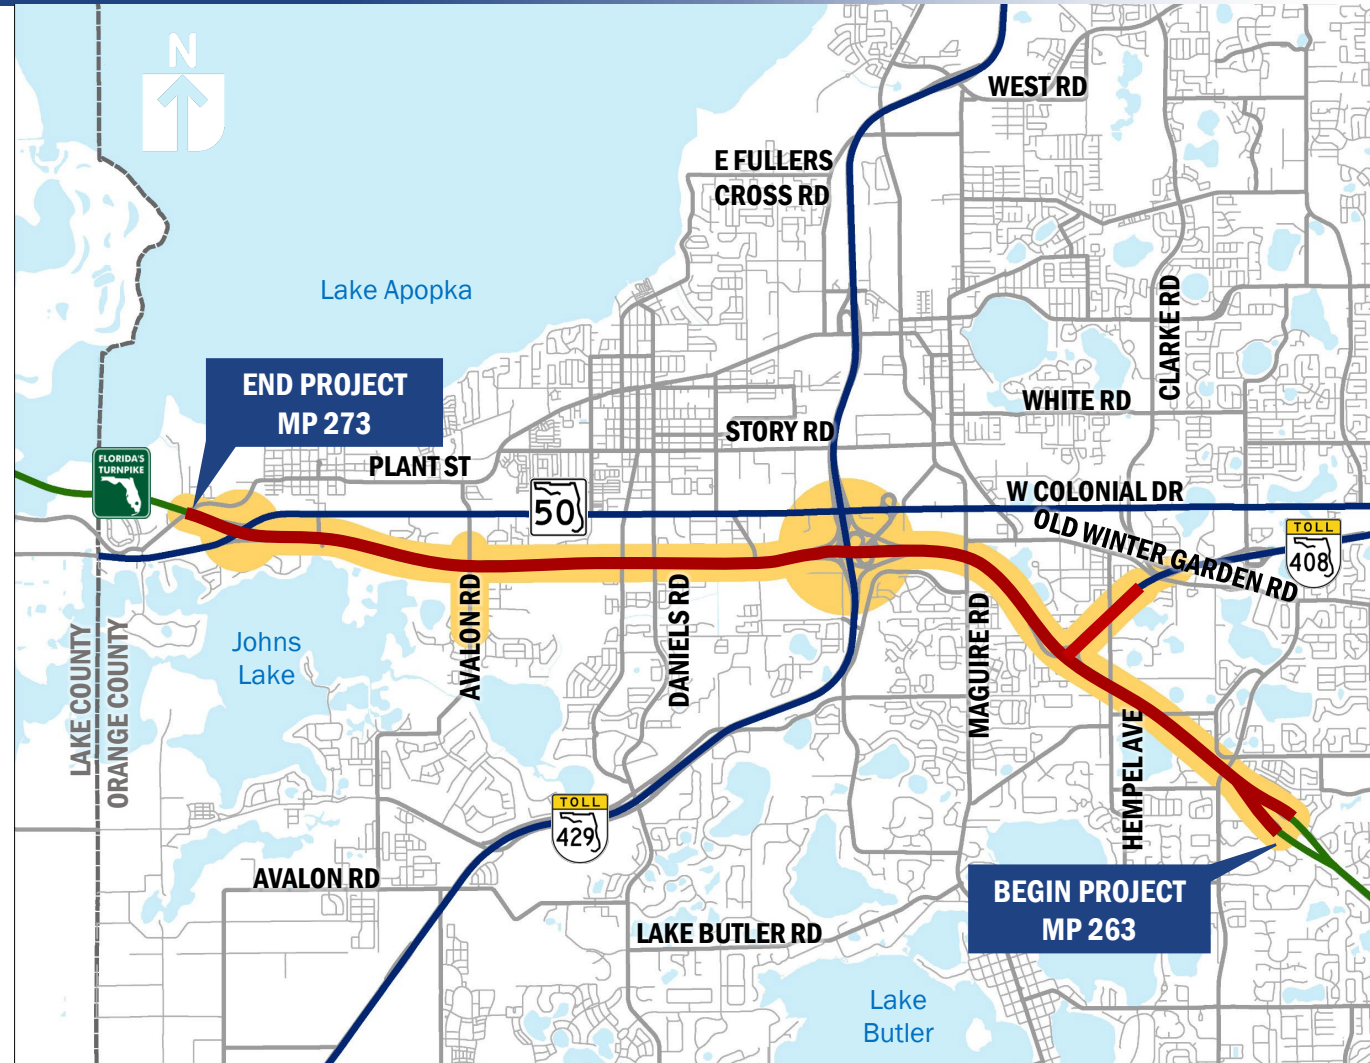 N
WEST RD
E FULLERS
CROSS RD
Lake Apopka
CLARKE RD
END PROJECT
MP 273
WHITE RD
STORY RD
FLORIDA'S
TURNPIKE
PLANT ST
50
W COLONIAL DR
OLD WINTER GARDEN RD
TOLL
408
AVALON RD
DANIELS RD
MAGUIRE RD
Johns
Lake
LAKE COUNTY
ORANGE COUNTY
HEMPEL AVE
TOLL
429
AVALON RD
BEGIN PROJECT
MP 263
LAKE BUTLER RD
Lake
Butler